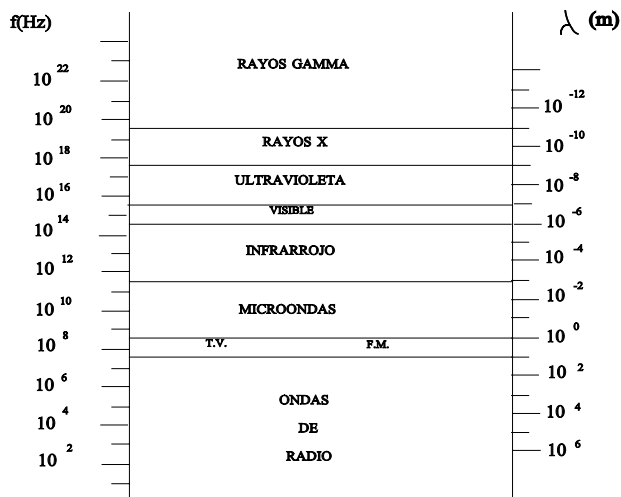 f(Hz)
λ (m)
RAYOS GAMMA
10 22
10 -12
10 20
RAYOS X
10 -10
10 18
ULTRAVIOLETA
10 -8
10 16
VISIBLE
10 -6
10 14
INFRARROJO
10 -4
10 12
10 -2
MICROONDAS
10 10
10 0
T.V. F.M.
10 8
10 2
10 6
ONDAS
10 4
10 4
DE
10 6
RADIO
10 2